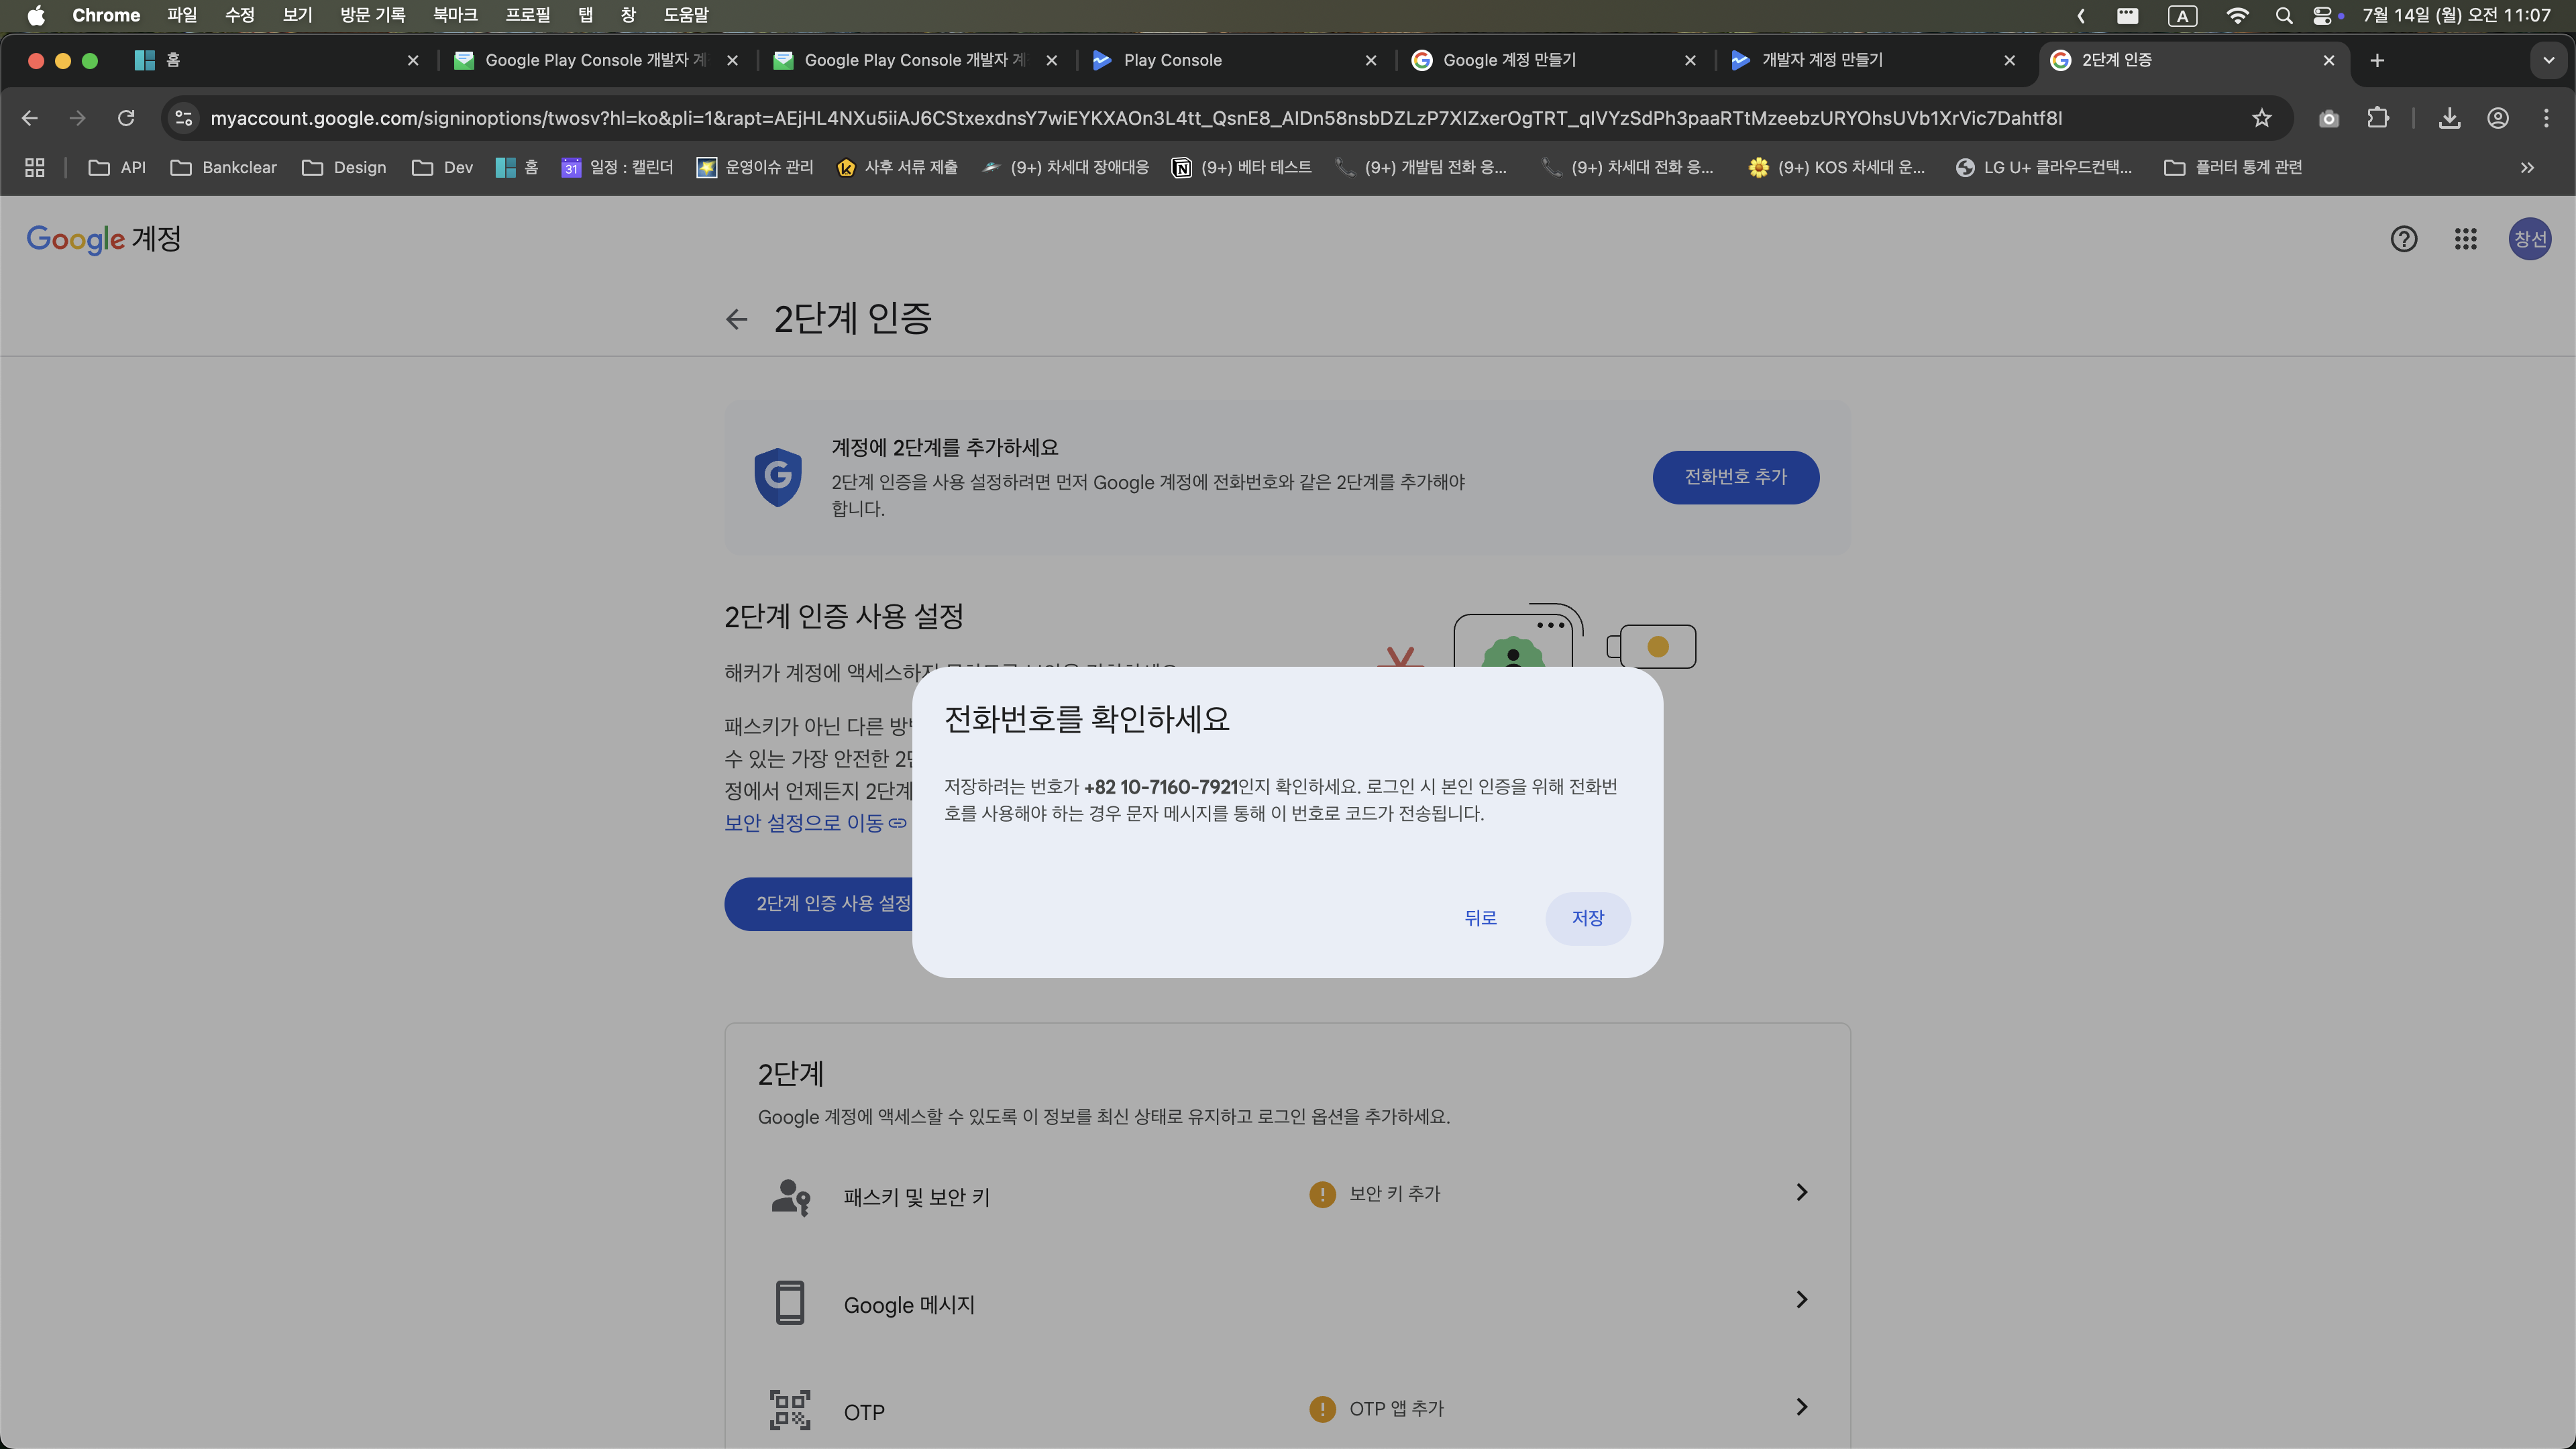 Chrome 파일 수정 보기 방문 기록 북마크 프로필 탭 창 도움말 A 7월 14일 (월) 오전 11:07
홈 Google Play Console 개발자 계 Google Play Console 개발자 계 Play Console Google 계정 만들기 개발자 계정 만들기 2단계 인증
myaccount.google.com/signinoptions/twosv?hl=ko&pli=1&rapt=AEjHL4NXu5iiAJ6CStxexdnsY7wiEYKXAOn3L4tt_QsnE8_AIDn58nsbDZLzP7XIZxerOgTRT_qlVYzSdPh3paaRTtMzeebzURYOhsUVb1XrVic7Dahtf8I
API Bankclear Design Dev 홈 31 일정 : 캘린더 운영이슈 관리 사후 서류 제출 (9+) 차세대 장애대응 (9+) 베타 테스트 (9+) 개발팀 전화 응... (9+) 차세대 전화 응... (9+) KOS 차세대 운... LG U+ 클라우드컨택... 플러터 통계 관련
Google 계정 창선
2단계 인증
계정에 2단계를 추가하세요
2단계 인증을 사용 설정하려면 먼저 Google 계정에 전화번호와 같은 2단계를 추가해야
합니다.
전화번호 추가
2단계 인증 사용 설정
해커가 계정에 액세스하지
패스키가 아닌 다른 방
수 있는 가장 안전한 2
정에서 언제든지 2단계
보안 설정으로 이동
2단계 인증 사용 설정
전화번호를 확인하세요
저장하려는 번호가 +82 10-7160-7921인지 확인하세요. 로그인 시 본인 인증을 위해 전화번
호를 사용해야 하는 경우 문자 메시지를 통해 이 번호로 코드가 전송됩니다.
뒤로 저장
2단계
Google 계정에 액세스할 수 있도록 이 정보를 최신 상태로 유지하고 로그인 옵션을 추가하세요.
패스키 및 보안 키 보안 키 추가
Google 메시지
OTP OTP 앱 추가